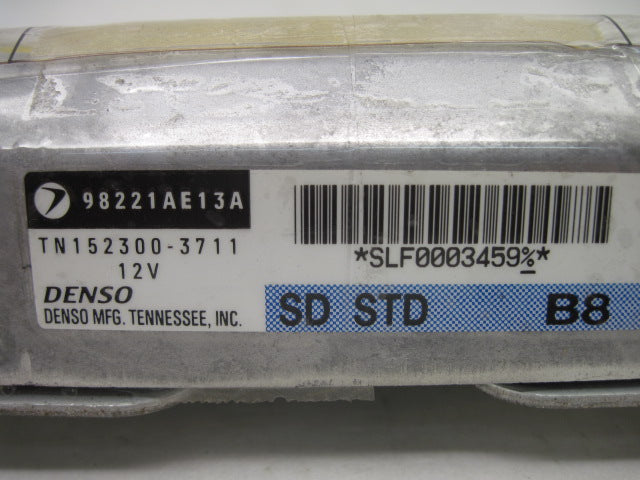 98221AE13A
TN152300-3711
12V
DENSO
DENSO MFG. TENNESSEE, INC.
*SLF0003459%*
SD STD B8